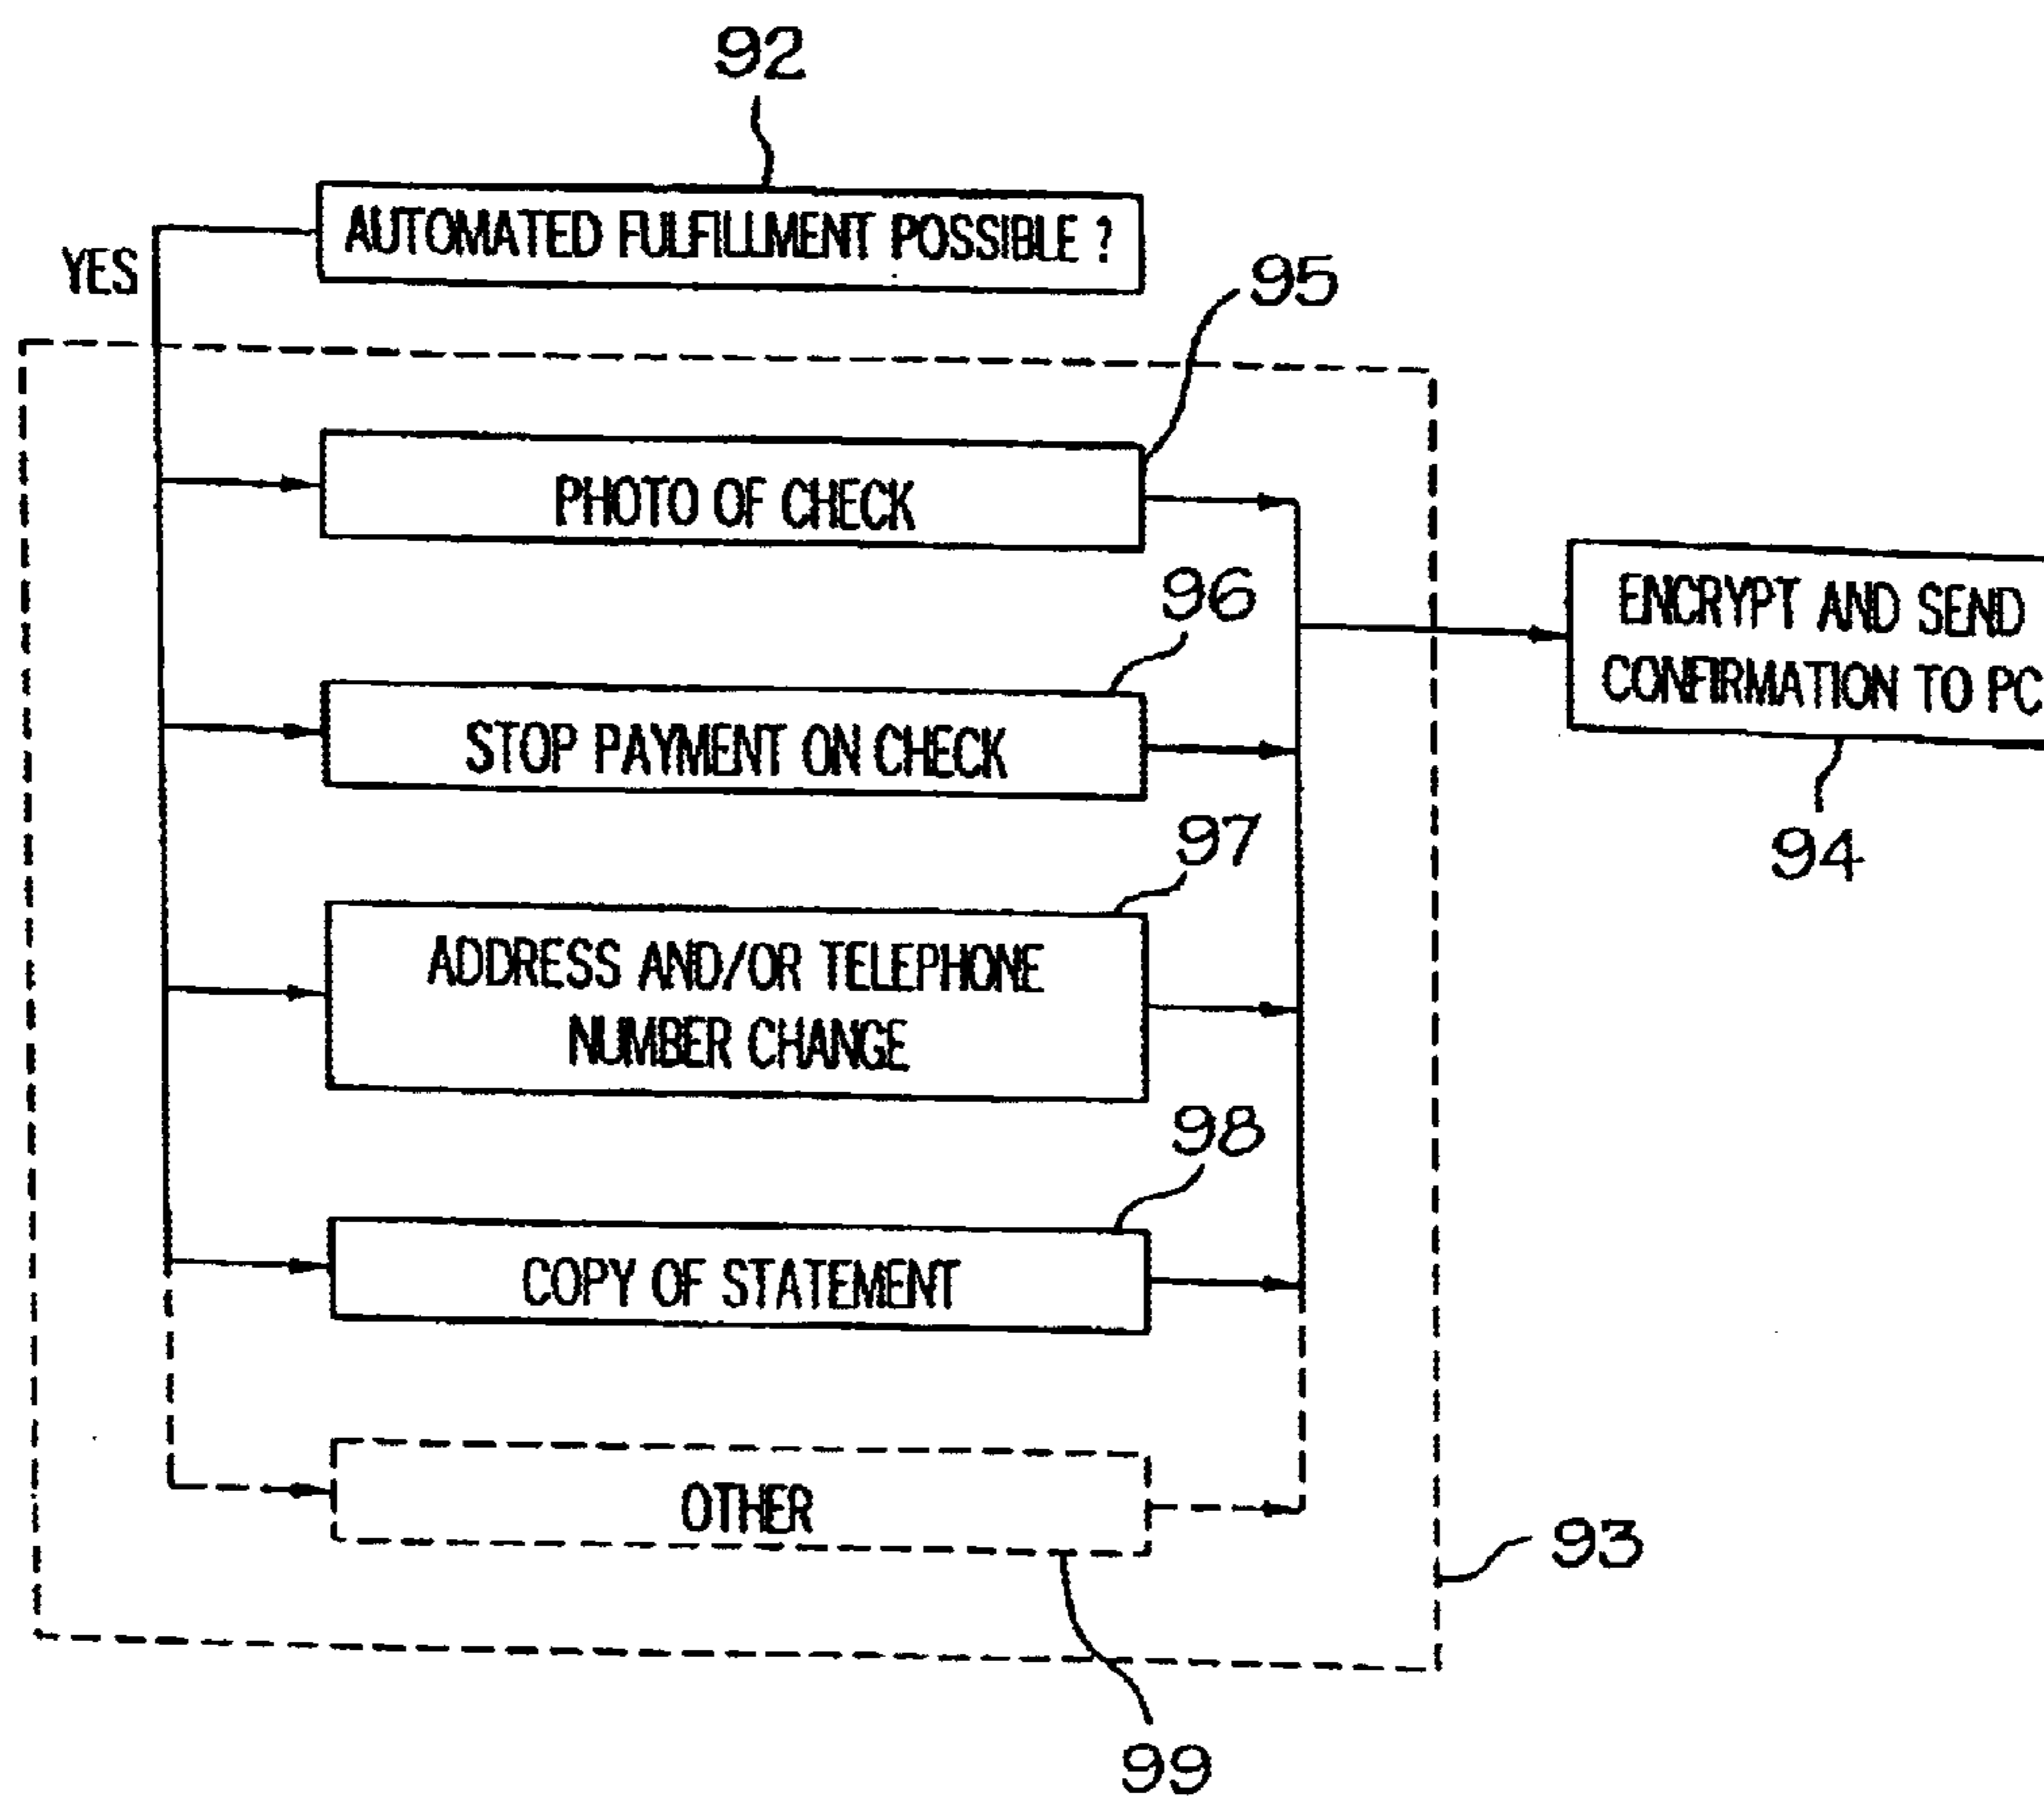 92
AUTOMATED FULFILLMENT POSSIBLE ?
YES
95
PHOTO OF CHECK
96
STOP PAYMENT ON CHECK
ENCRYPT AND SEND
CONFIRMATION TO PC
94
97
ADDRESS AND/OR TELEPHONE
NUMBER CHANGE
98
COPY OF STATEMENT
OTHER
93
99